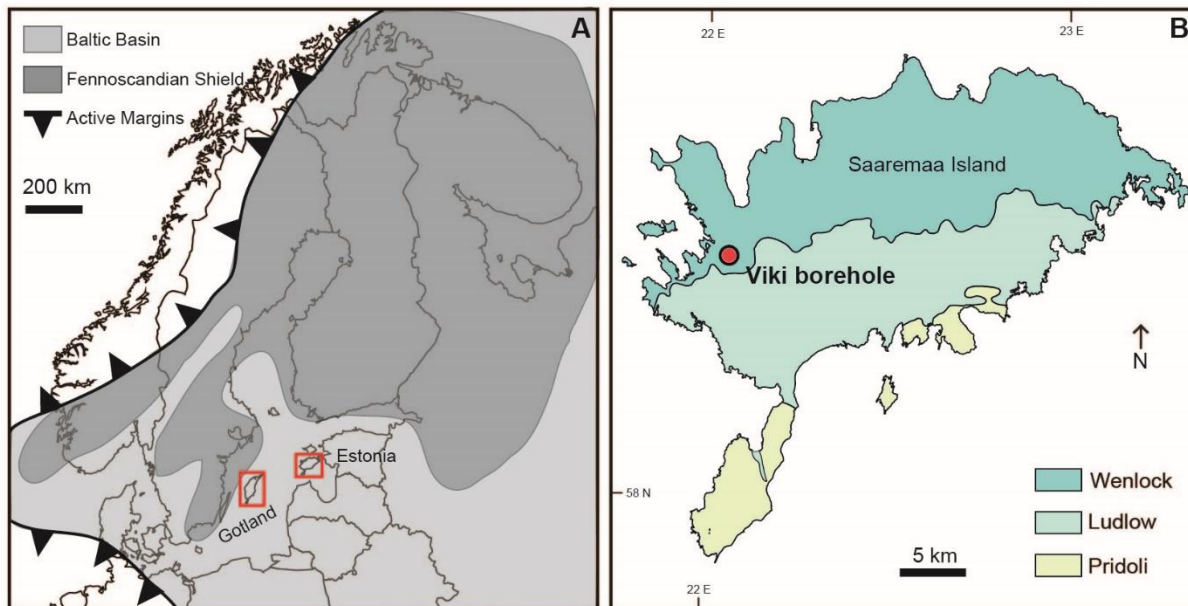 A
Baltic Basin
Fennoscandian Shield
Active Margins
200 km
Estonia
Gotland
22 E
23 E
B
Saaremaa Island
Viki borehole
N
58 N
Wenlock
Ludlow
5 km
Pridoli
22 E